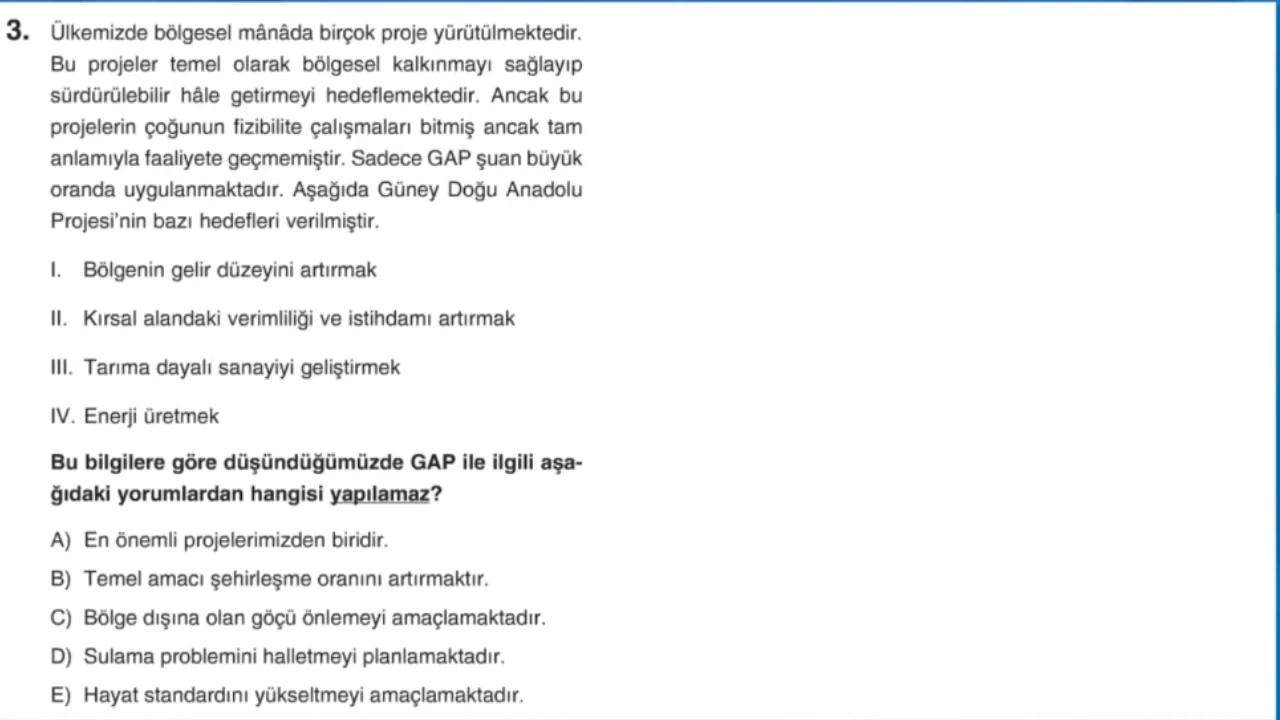 3. Ülkemizde bölgesel mânâda birçok proje yürütülmektedir.
Bu projeler temel olarak bölgesel kalkınmayı sağlayıp
sürdürülebilir hâle getirmeyi hedeflemektedir. Ancak bu
projelerin çoğunun fizibilite çalışmaları bitmiş ancak tam
anlamıyla faaliyete geçmemiştir. Sadece GAP şuan büyük
oranda uygulanmaktadır. Aşağıda Güney Doğu Anadolu
Projesi'nin bazı hedefleri verilmiştir.
I. Bölgenin gelir düzeyini artırmak
II. Kırsal alandaki verimliliği ve istihdamı artırmak
III. Tarıma dayalı sanayiyi geliştirmek
IV. Enerji üretmek
Bu bilgilere göre düşündüğümüzde GAP ile ilgili aşa-
ğıdaki yorumlardan hangisi yapılamaz?
A) En önemli projelerimizden biridir.
B) Temel amacı şehirleşme oranını artırmaktır.
C) Bölge dışına olan göçü önlemeyi amaçlamaktadır.
D) Sulama problemini halletmeyi planlamaktadır.
E) Hayat standardını yükseltmeyi amaçlamaktadır.